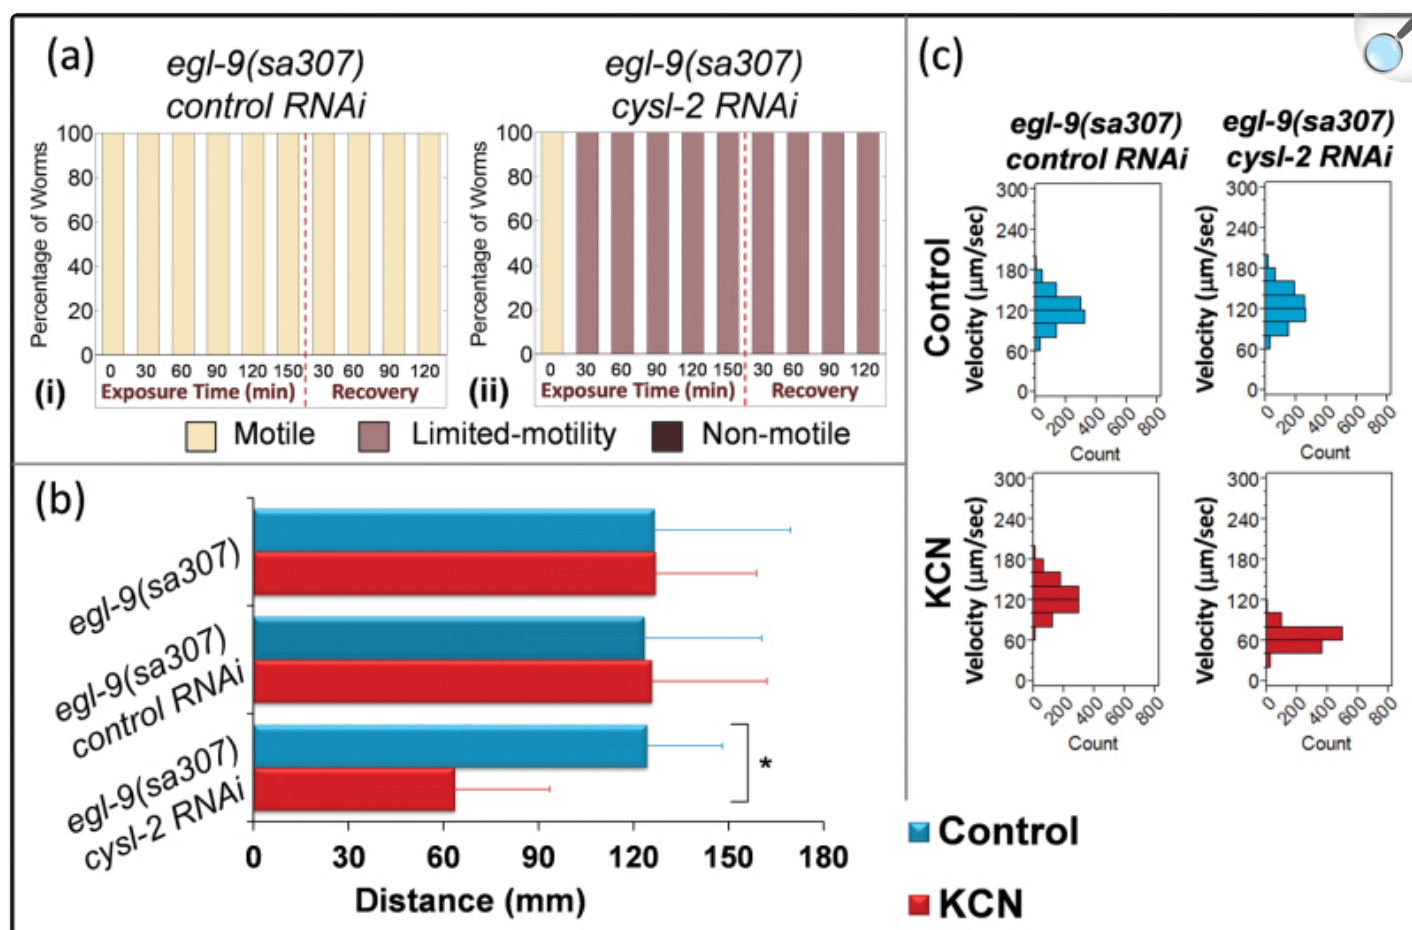 (a)
egl-9(sa307)
control RNAi
Percentage of Worms
100
80
60
40
20
0
0 30 60 90 120 150 30 60 90 120
(i)
Exposure Time (min) Recovery
egl-9(sa307)
cysl-2 RNAi
Percentage of Worms
100
80
60
40
20
0
0 30 60 90 120 150 30 60 90 120
(ii)
Exposure Time (min) Recovery
Motile Limited-motility Non-motile
(b)
egl-9(sa307)
egl-9(sa307)
control RNAi
egl-9(sa307)
cysl-2 RNAi
*
0 30 60 90 120 150 180
Distance (mm)
Control
KCN
(c)
egl-9(sa307)
control RNAi
egl-9(sa307)
cysl-2 RNAi
Control
Velocity (µm/sec)
300
240
180
120
60
0
0 200 400 600 800
Count
Velocity (µm/sec)
300
240
180
120
60
0
0 200 400 600 800
Count
KCN
Velocity (µm/sec)
300
240
180
120
60
0
0 200 400 600 800
Count
Velocity (µm/sec)
300
240
180
120
60
0
0 200 400 600 800
Count